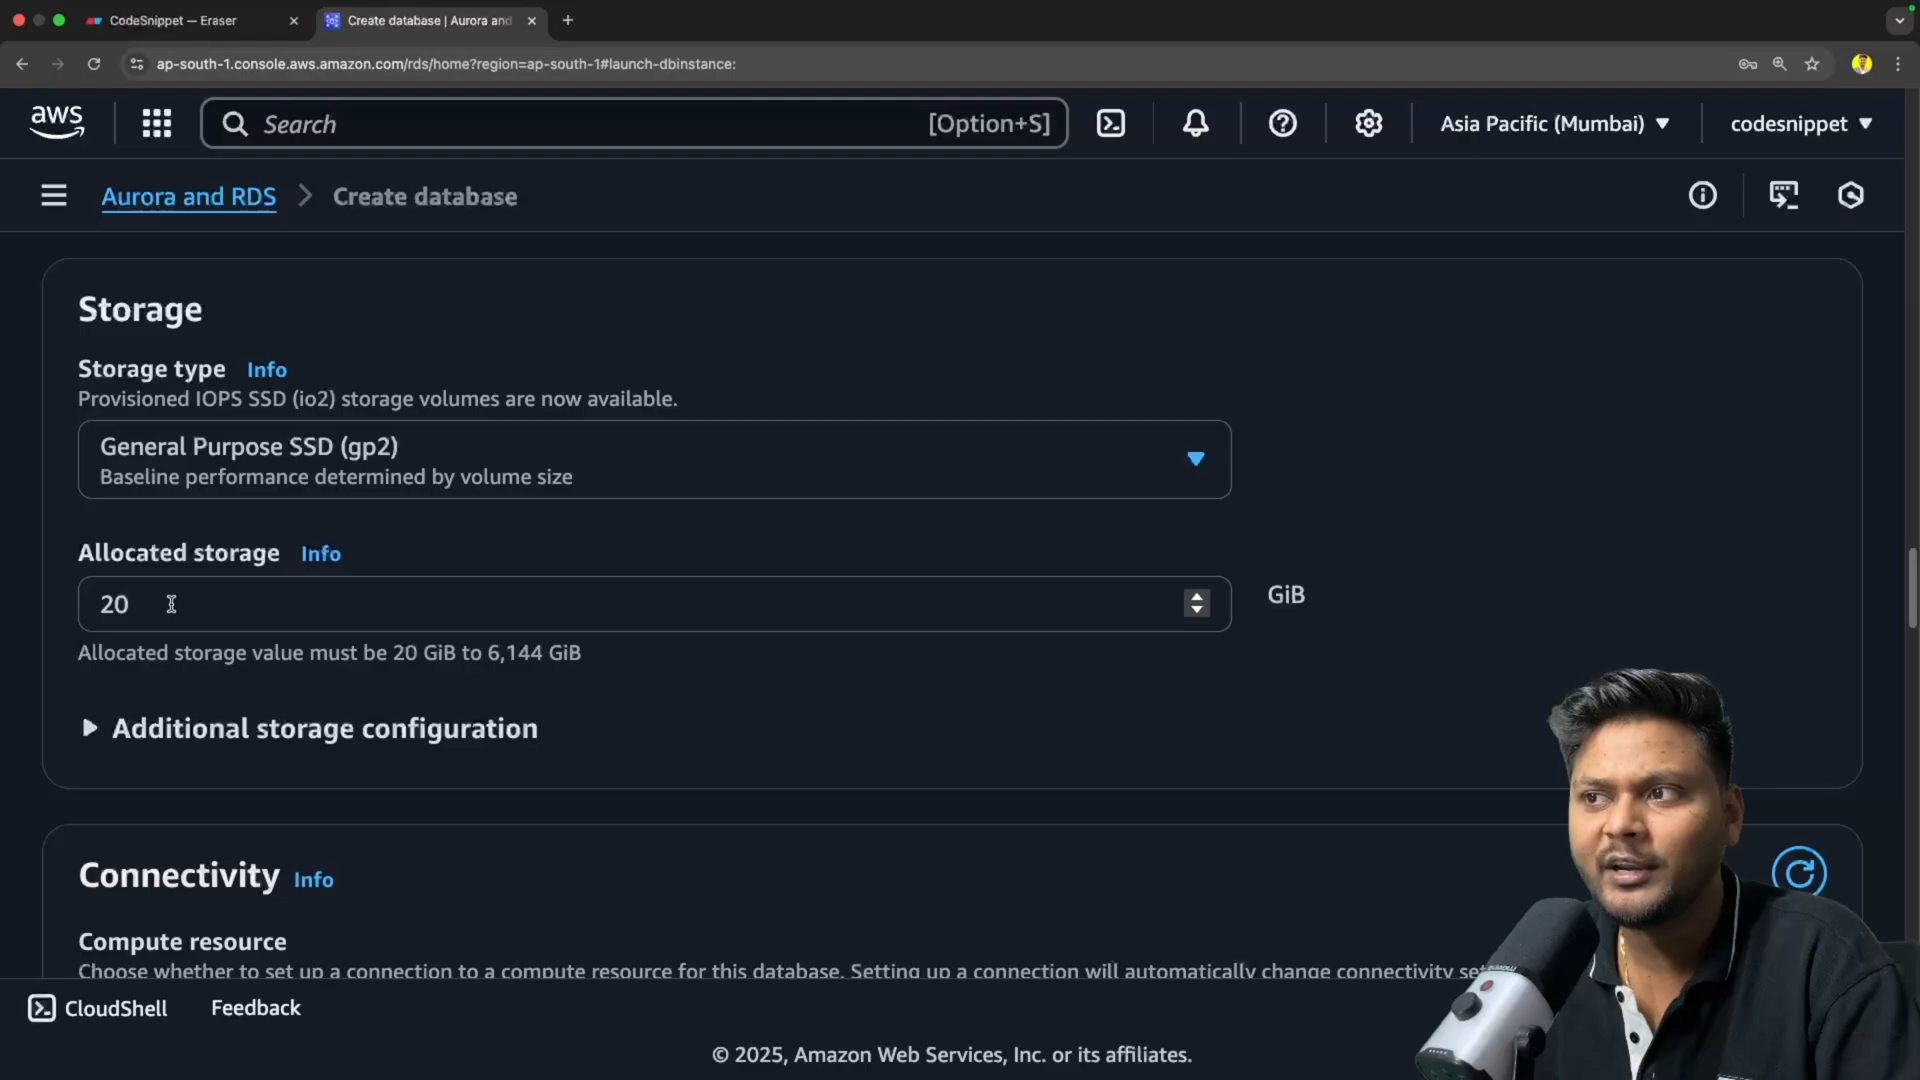 CodeSnippet — Eraser
Create database | Aurora and
ap-south-1.console.aws.amazon.com/rds/home?region=ap-south-1#launch-dbinstance:
aws
Search
[Option+S]
Asia Pacific (Mumbai)
codesnippet
Aurora and RDS
Create database
Storage
Storage type Info
Provisioned IOPS SSD (io2) storage volumes are now available.
General Purpose SSD (gp2)
Baseline performance determined by volume size
Allocated storage Info
20
GiB
Allocated storage value must be 20 GiB to 6,144 GiB
Additional storage configuration
Connectivity Info
Compute resource
Choose whether to set up a connection to a compute resource for this database. Setting up a connection will automatically change connectivity
CloudShell
Feedback
© 2025, Amazon Web Services, Inc. or its affiliates.